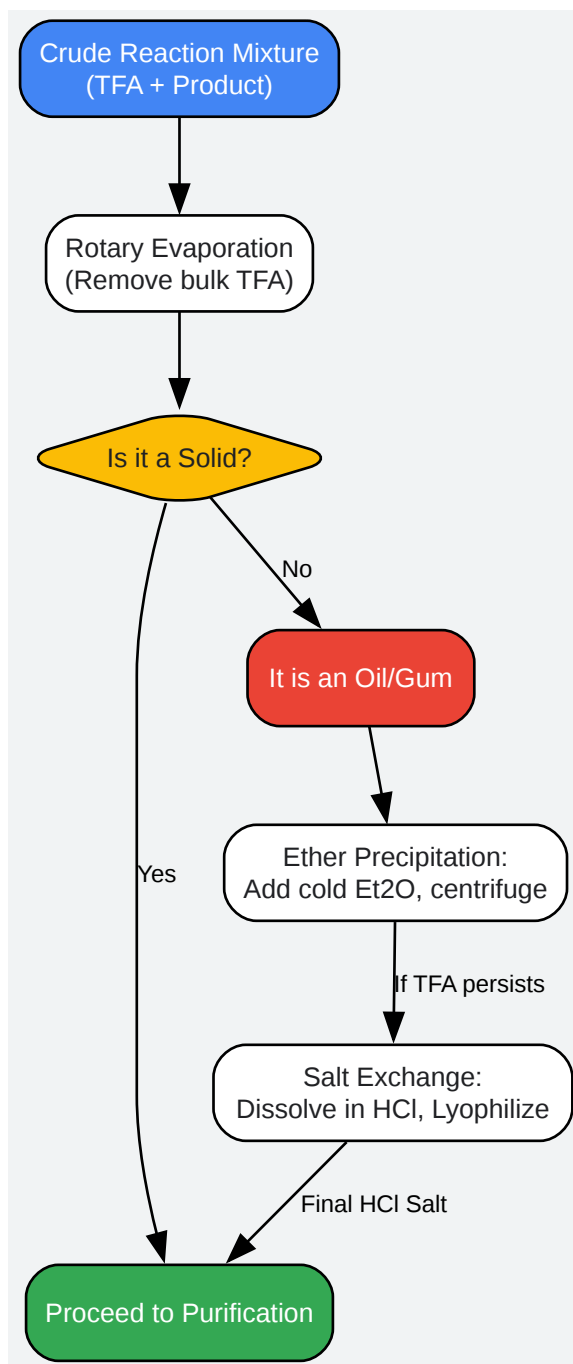 Crude Reaction Mixture
(TFA + Product)
Rotary Evaporation
(Remove bulk TFA)
Is it a Solid?
No
It is an Oil/Gum
Ether Precipitation:
Add cold Et2O, centrifuge
Yes
If TFA persists
Salt Exchange:
Dissolve in HCl, Lyophilize
Final HCl Salt
Proceed to Purification